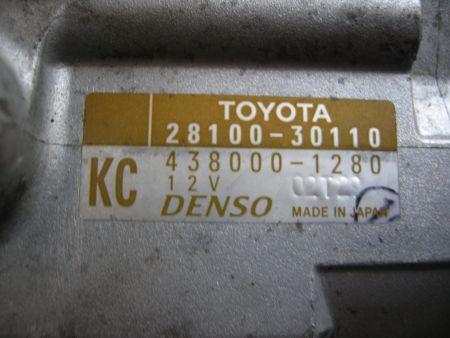 TOYOTA
28100-30110
KC
438000-1280
12V
DENSO MADE IN JAPAN